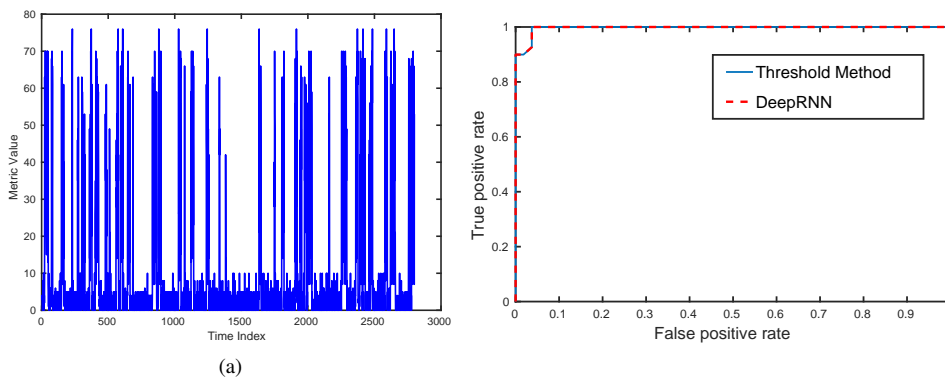 80
70
60
50
40
30
20
10
0
Metric Value
0 500 1000 1500 2000 2500 3000
Time Index
(a)
1
0.8
0.6
0.4
0.2
0
True positive rate
Threshold Method
DeepRNN
0 0.1 0.2 0.3 0.4 0.5 0.6 0.7 0.8 0.9
False positive rate